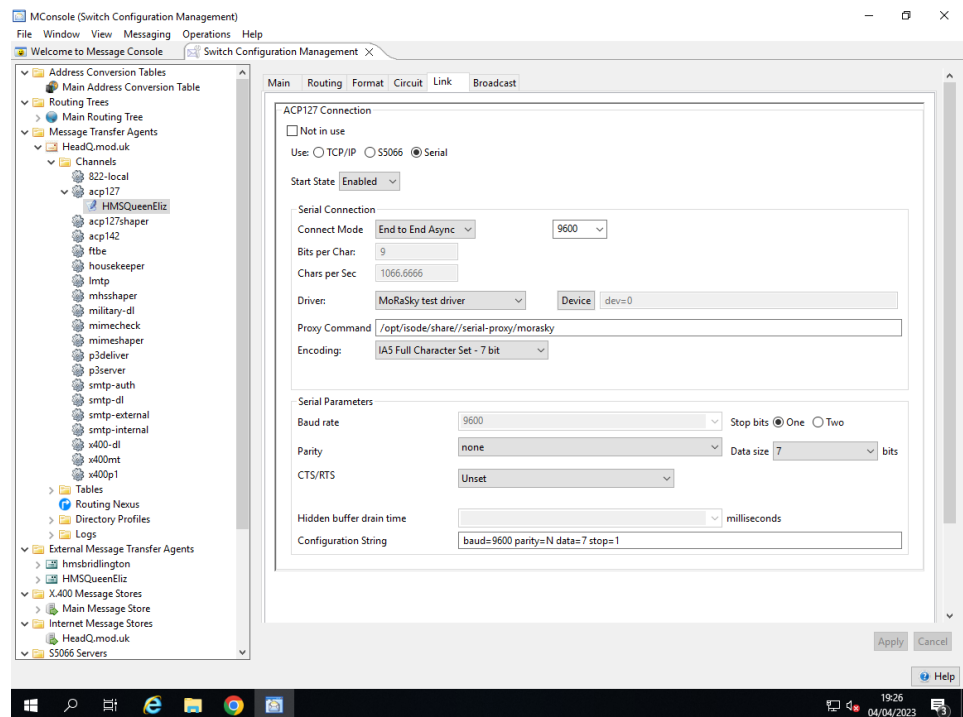 MConsole (Switch Configuration Management)
File Window View Messaging Operations Help
Welcome to Message Console
Switch Configuration Management
Address Conversion Tables
Main Address Conversion Table
Routing Trees
Main Routing Tree
Message Transfer Agents
HeadQ.mod.uk
Channels
822-local
acp127
HMSQueenEliz
acp127shaper
acp142
ftbe
housekeeper
lmtp
mhsshaper
military-dl
mimecheck
mimeshaper
p3deliver
p3server
smtp-auth
smtp-dl
smtp-external
smtp-internal
x400-dl
x400mt
x400p1
Tables
Routing Nexus
Directory Profiles
Logs
External Message Transfer Agents
hmsbridlington
HMSQueenEliz
X.400 Message Stores
Main Message Store
Internet Message Stores
HeadQ.mod.uk
S5066 Servers
Main Routing Format Circuit Link Broadcast
ACP127 Connection
Not in use
Use: TCP/IP S5066 Serial
Start State Enabled
Serial Connection
Connect Mode End to End Async 9600
Bits per Char: 9
Chars per Sec 1066.6666
Driver: MoRaSky test driver Device dev=0
Proxy Command /opt/isode/share//serial-proxy/morasky
Encoding: IA5 Full Character Set - 7 bit
Serial Parameters
Baud rate 9600 Stop bits One Two
Parity none Data size 7 bits
CTS/RTS Unset
Hidden buffer drain time milliseconds
Configuration String baud=9600 parity=N data=7 stop=1
Apply Cancel
Help
19:26
04/04/2023
3